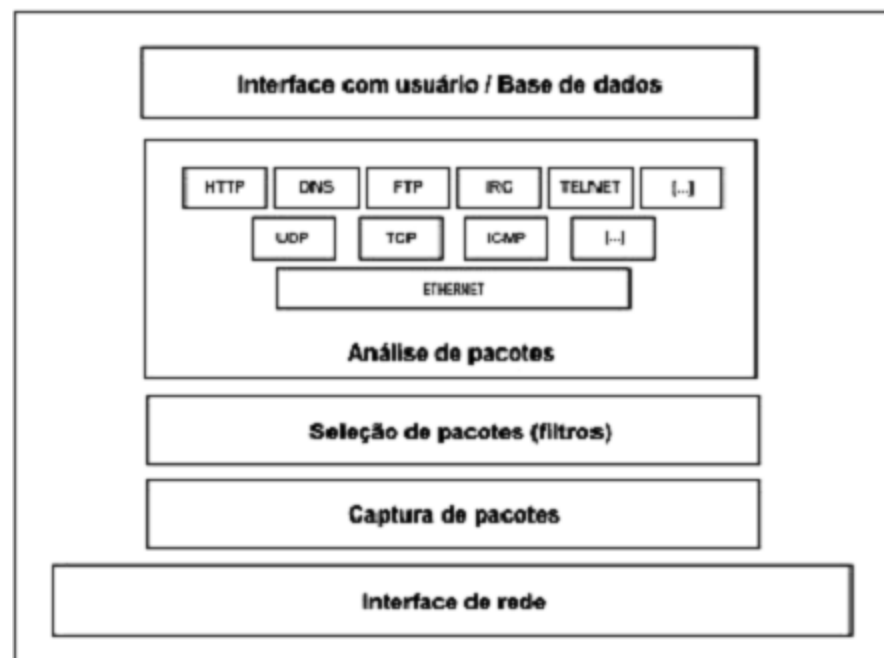 Interface com usuário / Base de dados
HTTP DNS FTP IRC TELNET [...]
UDP TCP ICMP [...]
ETHERNET
Análise de pacotes
Seleção de pacotes (filtros)
Captura de pacotes
Interface de rede